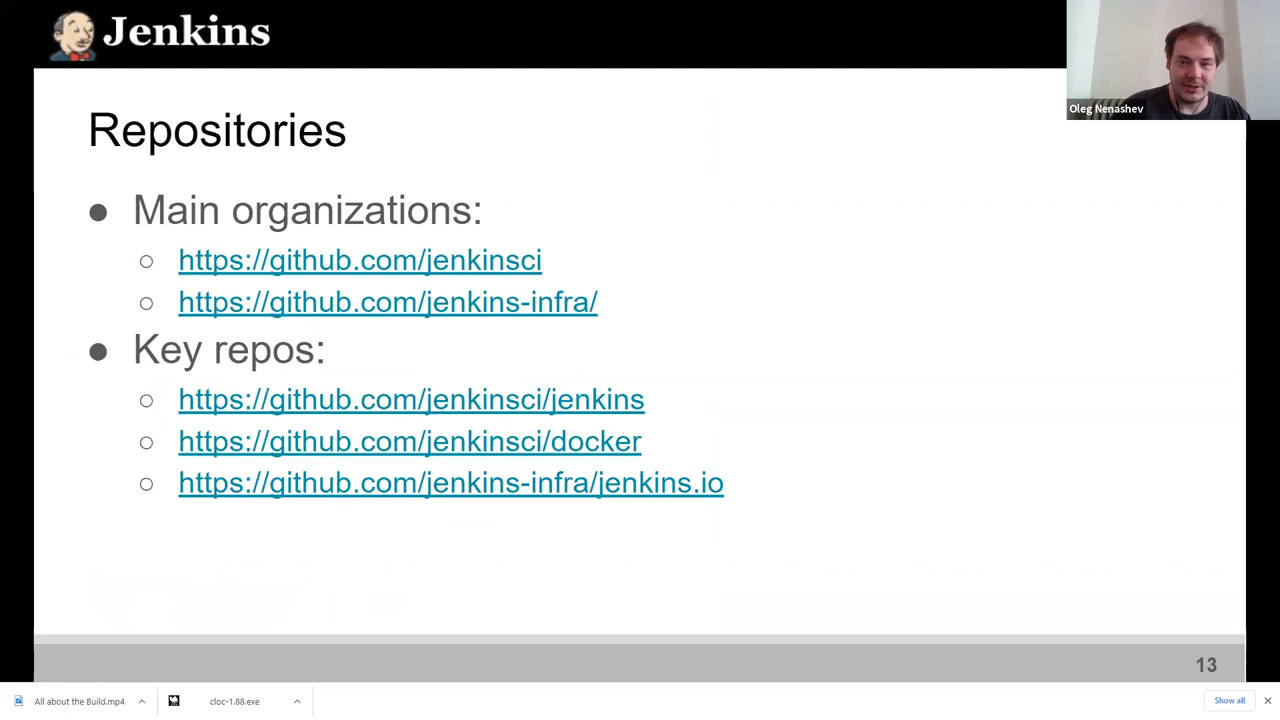 Jenkins
Oleg Nenashev
Repositories
● Main organizations:
○ https://github.com/jenkinsci
○ https://github.com/jenkins-infra/
● Key repos:
○ https://github.com/jenkinsci/jenkins
○ https://github.com/jenkinsci/docker
○ https://github.com/jenkins-infra/jenkins.io
13
All about the Build.mp4
cloc-1.88.exe
Show all